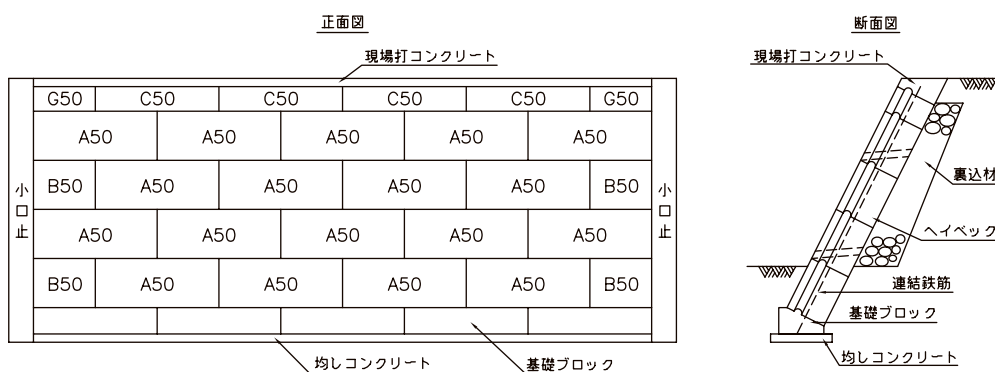 正面図
現場打コンクリート
G50 C50 C50 C50 C50 G50
A50 A50 A50 A50 A50
B50 A50 A50 A50 A50 B50
A50 A50 A50 A50 A50
B50 A50 A50 A50 A50 B50
小口止
小口止
均しコンクリート
基礎ブロック
断面図
現場打コンクリート
裏込材
ヘイベック
連結鉄筋
基礎ブロック
均しコンクリート